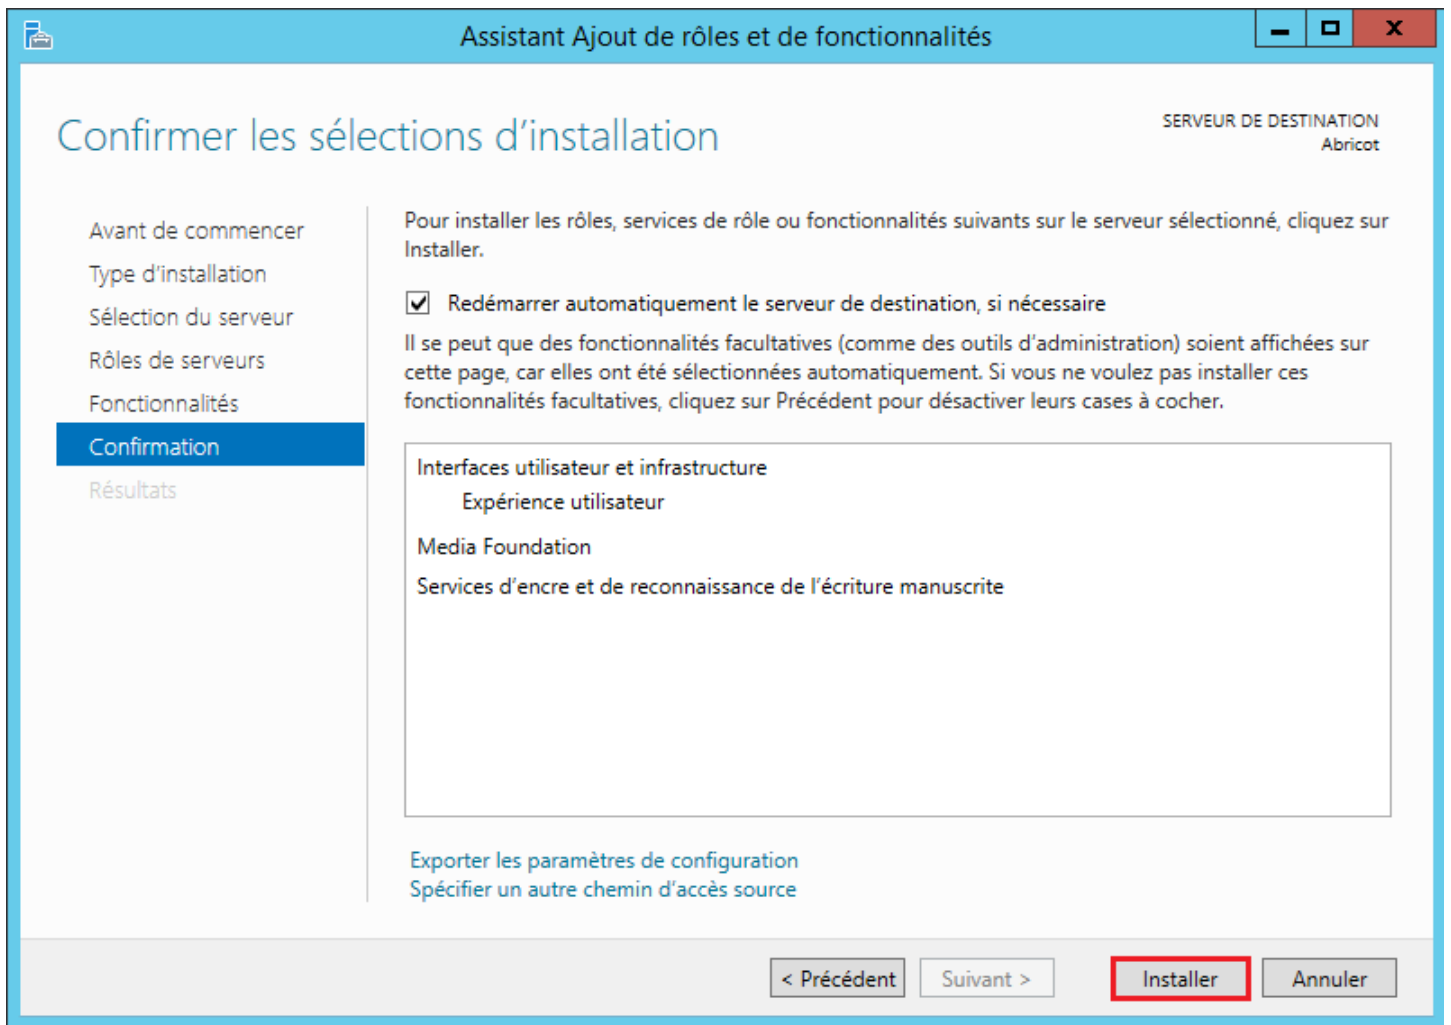 Assistant Ajout de rôles et de fonctionnalités
Confirmer les sélections d'installation
SERVEUR DE DESTINATION
Abricot
Avant de commencer
Type d'installation
Sélection du serveur
Rôles de serveurs
Fonctionnalités
Confirmation
Résultats
Pour installer les rôles, services de rôle ou fonctionnalités suivants sur le serveur sélectionné, cliquez sur
Installer.
Redémarrer automatiquement le serveur de destination, si nécessaire
Il se peut que des fonctionnalités facultatives (comme des outils d'administration) soient affichées sur
cette page, car elles ont été sélectionnées automatiquement. Si vous ne voulez pas installer ces
fonctionnalités facultatives, cliquez sur Précédent pour désactiver leurs cases à cocher.
Interfaces utilisateur et infrastructure
Expérience utilisateur
Media Foundation
Services d'encre et de reconnaissance de l'écriture manuscrite
Exporter les paramètres de configuration
Spécifier un autre chemin d'accès source
< Précédent
Suivant >
Installer
Annuler